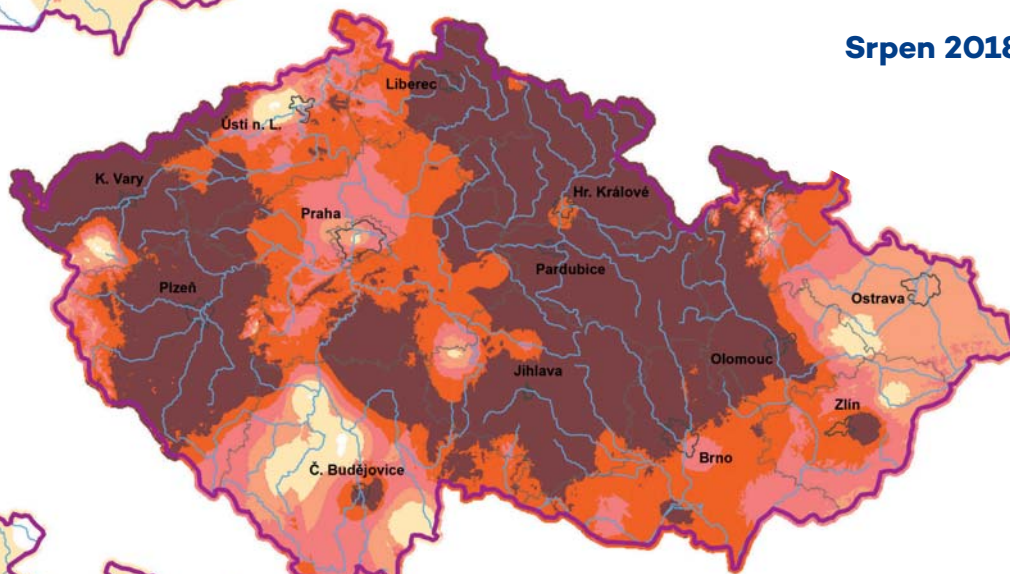 Srpen 2018
Liberec
Ústí n. L.
K. Vary
Hr. Králové
Praha
Pardubice
Plzeň
Ostrava
Olomouc
Jihlava
Zlín
Brno
Č. Budějovice